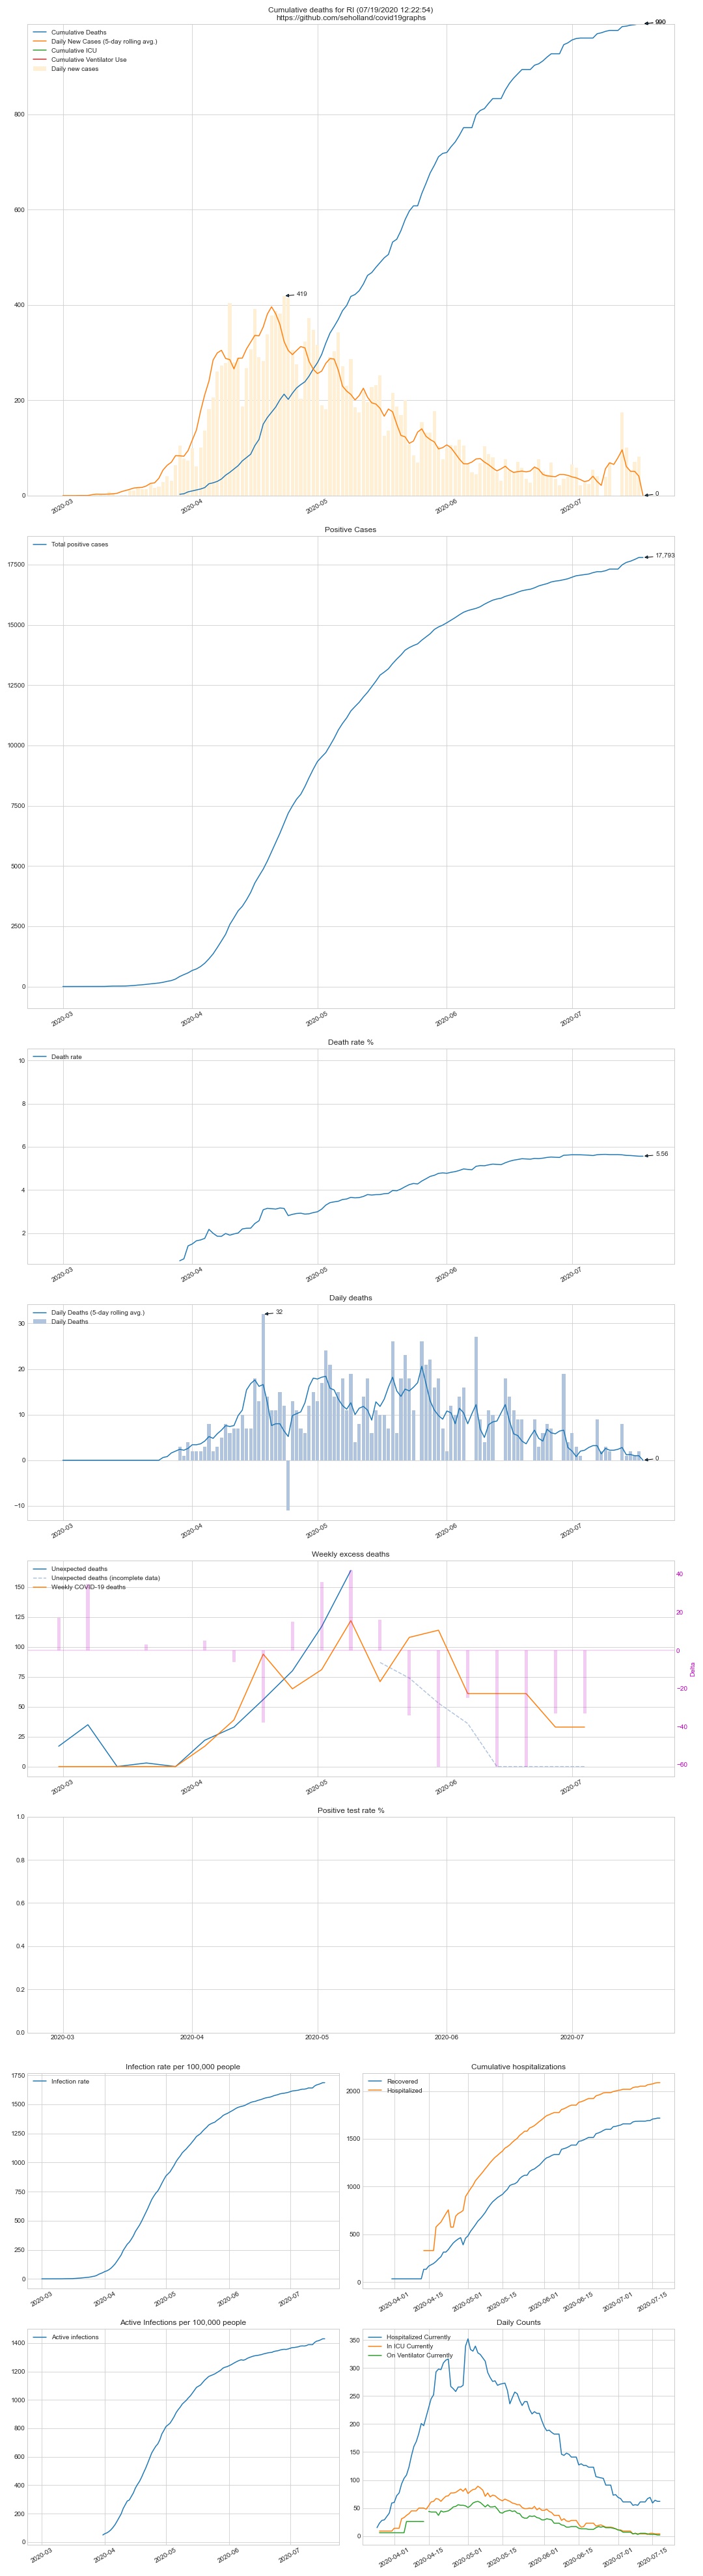 Cumulative deaths for RI (07/19/2020 12:22:54)
https://github.com/seholland/covid19graphs
Cumulative Deaths
Daily New Cases (5-day rolling avg.)
Cumulative ICU
Cumulative Ventilator Use
Daily new cases
990
800
600
400
200
0
419
0
2020-03 2020-04 2020-05 2020-06 2020-07
Positive Cases
Total positive cases
17,793
17500
15000
12500
10000
7500
5000
2500
0
2020-03 2020-04 2020-05 2020-06 2020-07
Death rate %
Death rate
10
8
6
4
2
5.56
2020-03 2020-04 2020-05 2020-06 2020-07
Daily deaths
Daily Deaths (5-day rolling avg.)
Daily Deaths
32
30
20
10
0
−10
0
2020-03 2020-04 2020-05 2020-06 2020-07
Weekly excess deaths
Unexpected deaths
Unexpected deaths (incomplete data)
Weekly COVID-19 deaths
150
125
100
75
50
25
0
40
20
0
−20
−40
−60
Delta
2020-03 2020-04 2020-05 2020-06 2020-07
Positive test rate %
1.0
0.8
0.6
0.4
0.2
0.0
2020-03 2020-04 2020-05 2020-06 2020-07
Infection rate per 100,000 people
Infection rate
1750
1500
1250
1000
750
500
250
0
2020-03 2020-04 2020-05 2020-06 2020-07
Cumulative hospitalizations
Recovered
Hospitalized
2000
1500
1000
500
0
2020-04-01 2020-04-15 2020-05-01 2020-05-15 2020-06-01 2020-06-15 2020-07-01 2020-07-15
Active Infections per 100,000 people
Active infections
1400
1200
1000
800
600
400
200
0
2020-03 2020-04 2020-05 2020-06 2020-07
Daily Counts
Hospitalized Currently
In ICU Currently
On Ventilator Currently
350
300
250
200
150
100
50
0
2020-04-01 2020-04-15 2020-05-01 2020-05-15 2020-06-01 2020-06-15 2020-07-01 2020-07-15